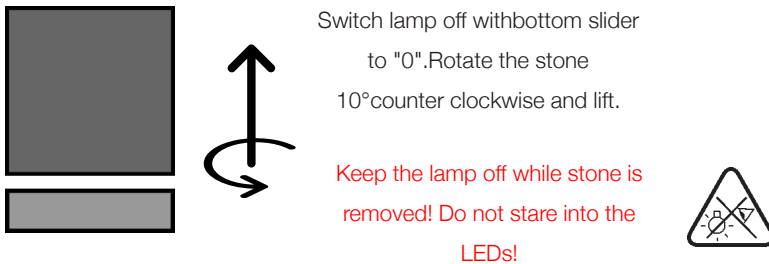 Switch lamp off withbottom slider
to "0".Rotate the stone
10°counter clockwise and lift.
Keep the lamp off while stone is
removed! Do not stare into the
LEDs!